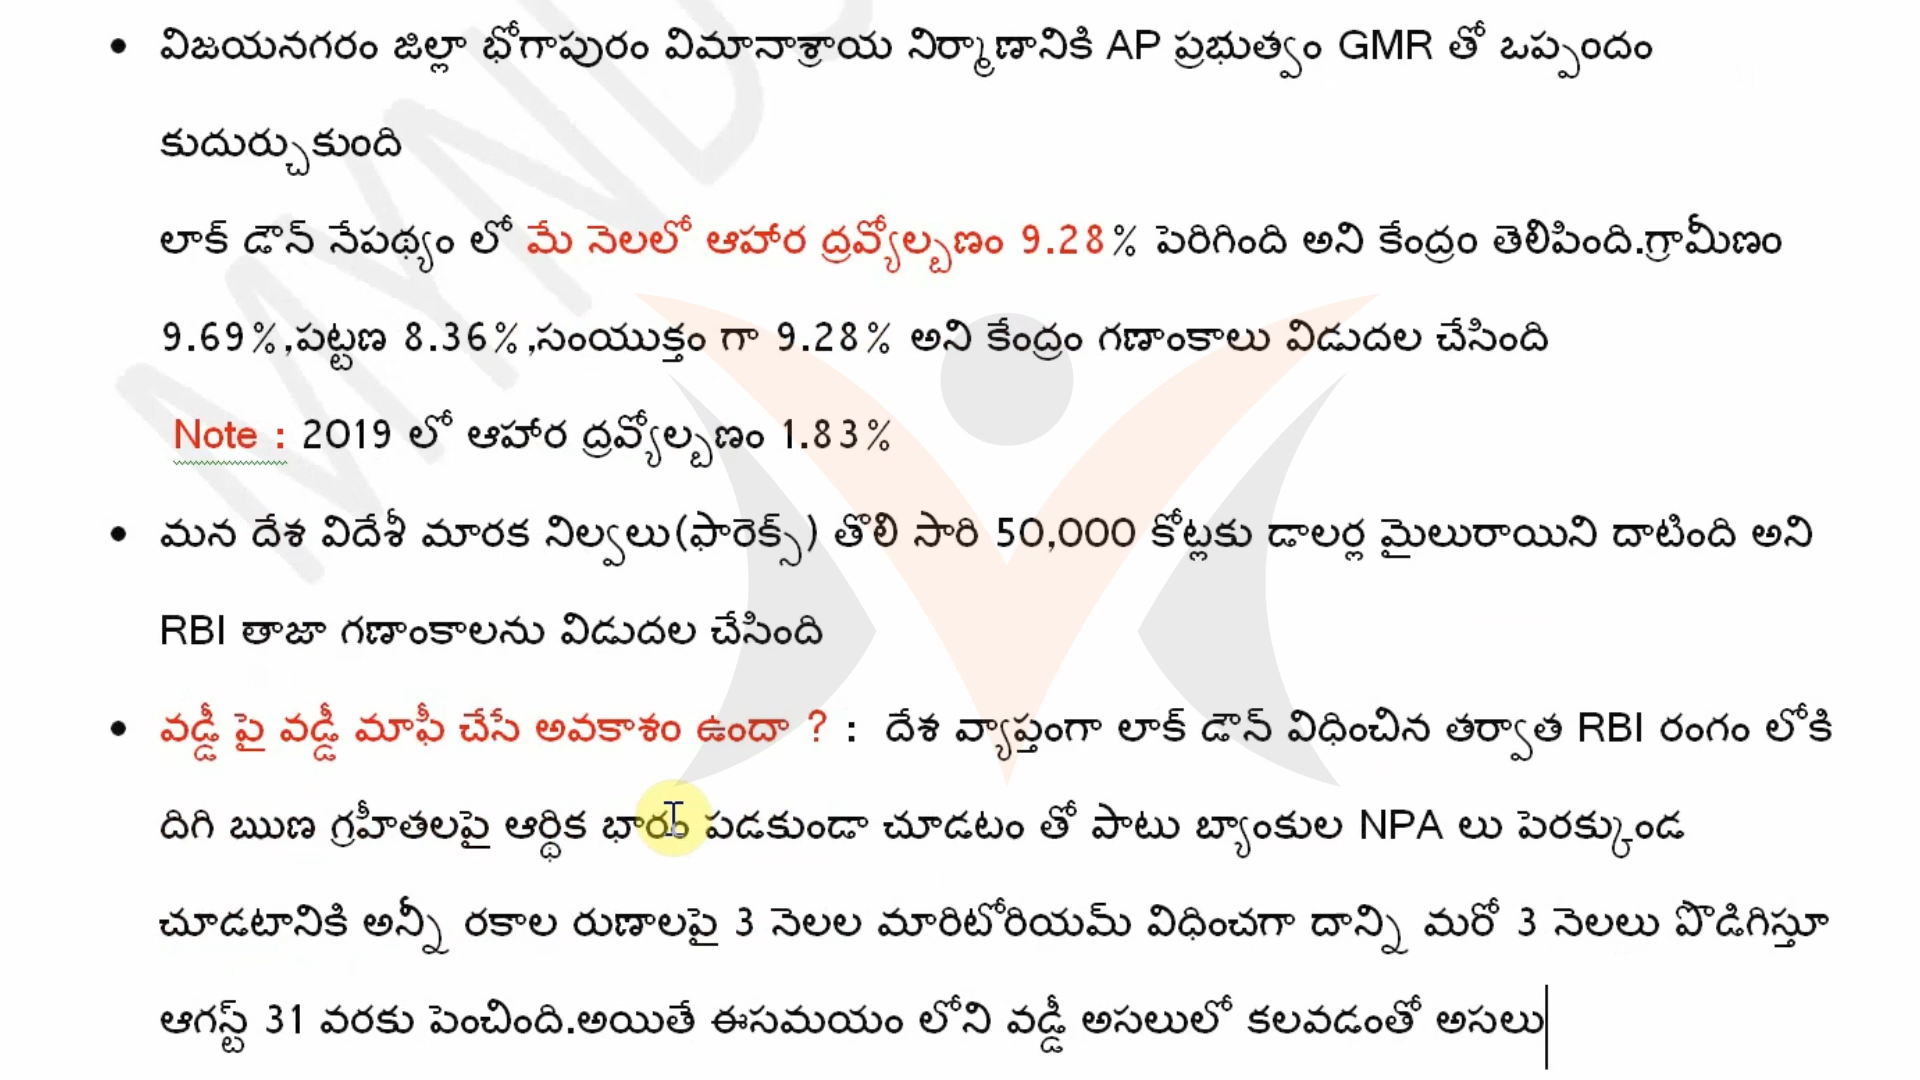 • విజయనగరం జిల్లా భోగాపురం విమానాశ్రాయ నిర్మాణానికి AP ప్రభుత్వం GMR తో ఒప్పందం
కుదుర్చుకుంది
లాక్ డౌన్ నేపథ్యం లో మే నెలలో ఆహార ద్రవ్యోల్బణం 9.28% పెరిగింది అని కేంద్రం తెలిపింది.గ్రామీణం
9.69%,పట్టణ 8.36%,సంయుక్తం గా 9.28% అని కేంద్రం గణాంకాలు విడుదల చేసింది
Note : 2019 లో ఆహార ద్రవ్యోల్బణం 1.83%
• మన దేశ విదేశీ మారక నిల్వలు(ఫారెక్స్) తొలి సారి 50,000 కోట్లకు డాలర్ల మైలురాయిని దాటింది అని
RBI తాజా గణాంకాలను విడుదల చేసింది
• వడ్డీ పై వడ్డీ మాఫీ చేసే అవకాశం ఉందా ? : దేశ వ్యాప్తంగా లాక్ డౌన్ విధించిన తర్వాత RBI రంగం లోకి
దిగి ఋణ గ్రహీతలపై ఆర్థిక భారం పడకుండా చూడటం తో పాటు బ్యాంకుల NPA లు పెరక్కుండ
చూడటానికి అన్నీ రకాల రుణాలపై 3 నెలల మారిటోరియమ్ విధించగా దాన్ని మరో 3 నెలలు పొడిగిస్తూ
ఆగస్ట్ 31 వరకు పెంచింది.అయితే ఈసమయం లోని వడ్డీ అసలులో కలవడంతో అసలు